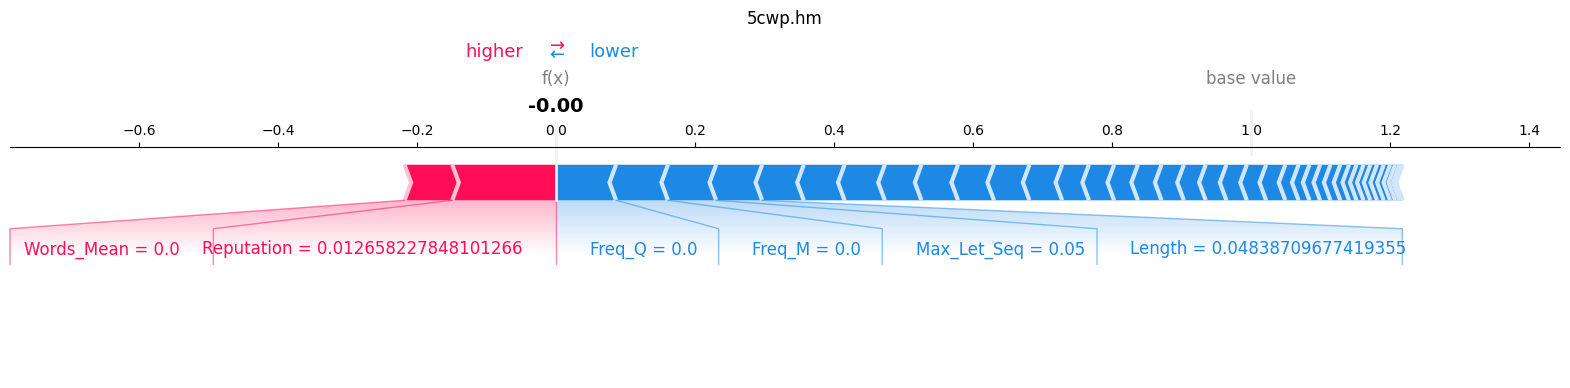 5cwp.hm
higher ⇄ lower
f(x) base value
-0.00
−0.6 −0.4 −0.2 0.0 0.2 0.4 0.6 0.8 1.0 1.2 1.4
Words_Mean = 0.0 Reputation = 0.012658227848101266 Freq_Q = 0.0 Freq_M = 0.0 Max_Let_Seq = 0.05 Length = 0.04838709677419355